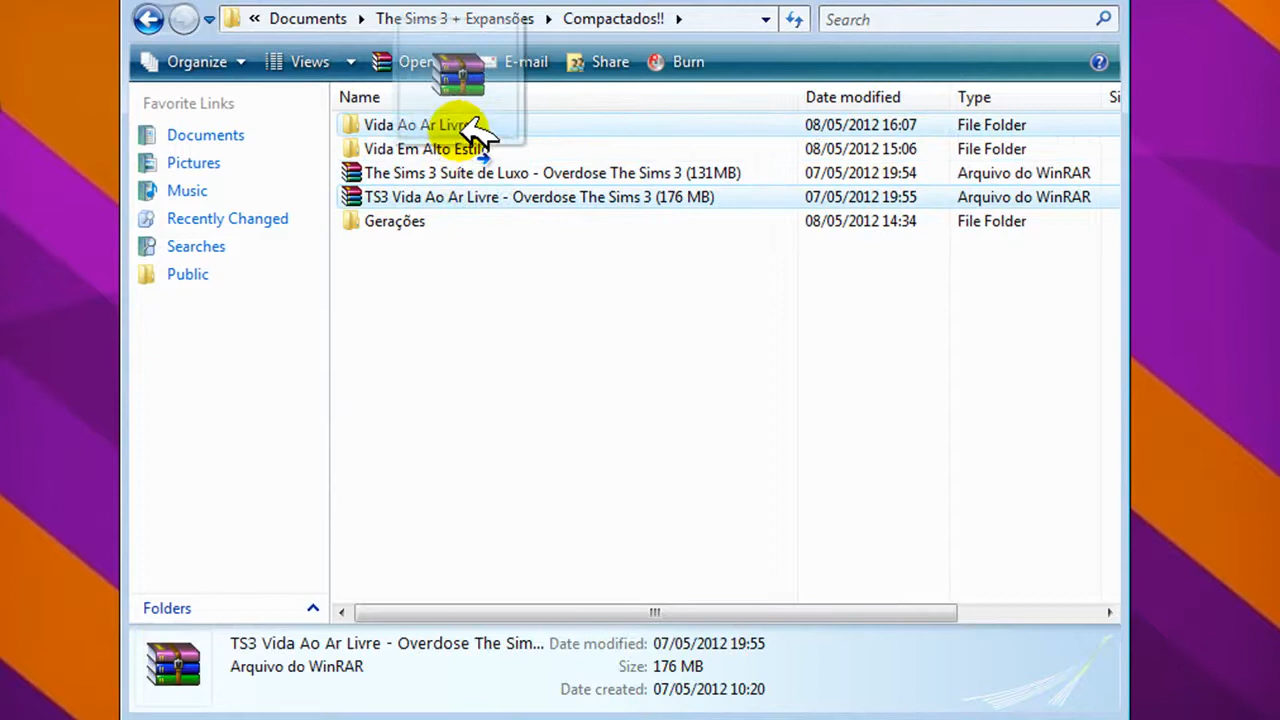 « Documents ▸ The Sims 3 + Expansões ▸ Compactados!! ▸ Search
Organize Views Open E-mail Share Burn
Favorite Links
Documents
Pictures
Music
Recently Changed
Searches
Public
Folders
Name Date modified Type
Vida Ao Ar Livre 08/05/2012 16:07 File Folder
Vida Em Alto Estilo 08/05/2012 15:06 File Folder
The Sims 3 Suíte de Luxo - Overdose The Sims 3 (131MB) 07/05/2012 19:54 Arquivo do WinRAR
TS3 Vida Ao Ar Livre - Overdose The Sims 3 (176 MB) 07/05/2012 19:55 Arquivo do WinRAR
Gerações 08/05/2012 14:34 File Folder
TS3 Vida Ao Ar Livre - Overdose The Sim... Date modified: 07/05/2012 19:55
Arquivo do WinRAR Size: 176 MB
Date created: 07/05/2012 10:20